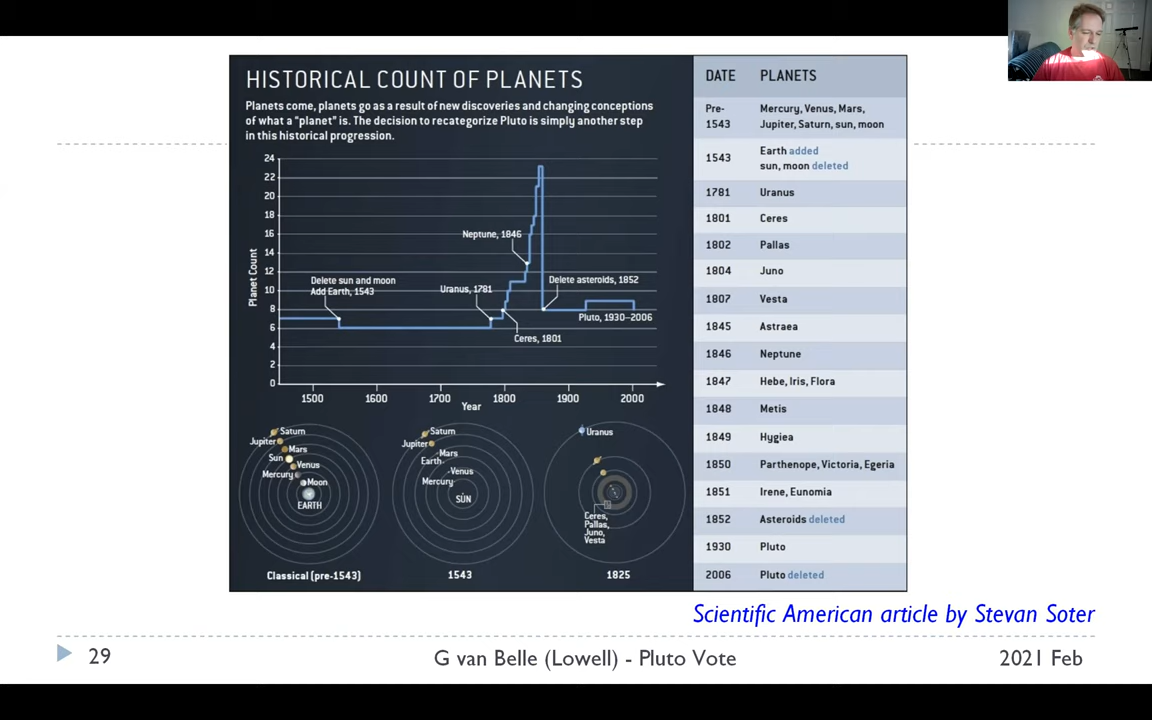 HISTORICAL COUNT OF PLANETS
Planets come, planets go as a result of new discoveries and changing conceptions
of what a “planet” is. The decision to recategorize Pluto is simply another step
in this historical progression.
24
22
20
18
16
14
12
10
8
6
4
2
0
Planet Count
Neptune, 1846
Delete sun and moon
Add Earth, 1543
Uranus, 1781
Delete asteroids, 1852
Pluto, 1930–2006
Ceres, 1801
1500 1600 1700 1800 1900 2000
Year
Saturn
Jupiter
Mars
Sun
Venus
Mercury
Moon
EARTH
Classical (pre-1543)
Saturn
Jupiter
Mars
Earth
Venus
Mercury
SUN
1543
Uranus
Ceres,
Pallas,
Juno,
Vesta
1825
DATE PLANETS
Pre-
1543
Mercury, Venus, Mars,
Jupiter, Saturn, sun, moon
1543
Earth added
sun, moon deleted
1781 Uranus
1801 Ceres
1802 Pallas
1804 Juno
1807 Vesta
1845 Astraea
1846 Neptune
1847 Hebe, Iris, Flora
1848 Metis
1849 Hygiea
1850 Parthenope, Victoria, Egeria
1851 Irene, Eunomia
1852 Asteroids deleted
1930 Pluto
2006 Pluto deleted
Scientific American article by Stevan Soter
29 G van Belle (Lowell) - Pluto Vote 2021 Feb